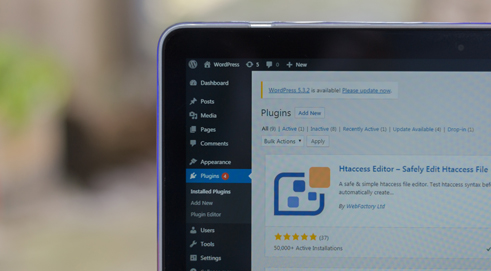 WordPress 5 0 New
Dashboard
WordPress 5.5.2 is available! Please update now.
Posts
Media
Pages
Comments
Appearance
Plugins 4
Installed Plugins
Add New
Plugin Editor
Users
Tools
Settings
Plugins Add New
All (9) | Active (1) | Inactive (8) | Recently Active (1) | Update Available (4) | Drop-in (1)
Bulk Actions Apply
Htaccess Editor – Safely Edit Htaccess File
A safe & simple htaccess file editor. Test htaccess syntax bef
automatically create...
By WebFactory Ltd
(27)
50,000+ Active Installations